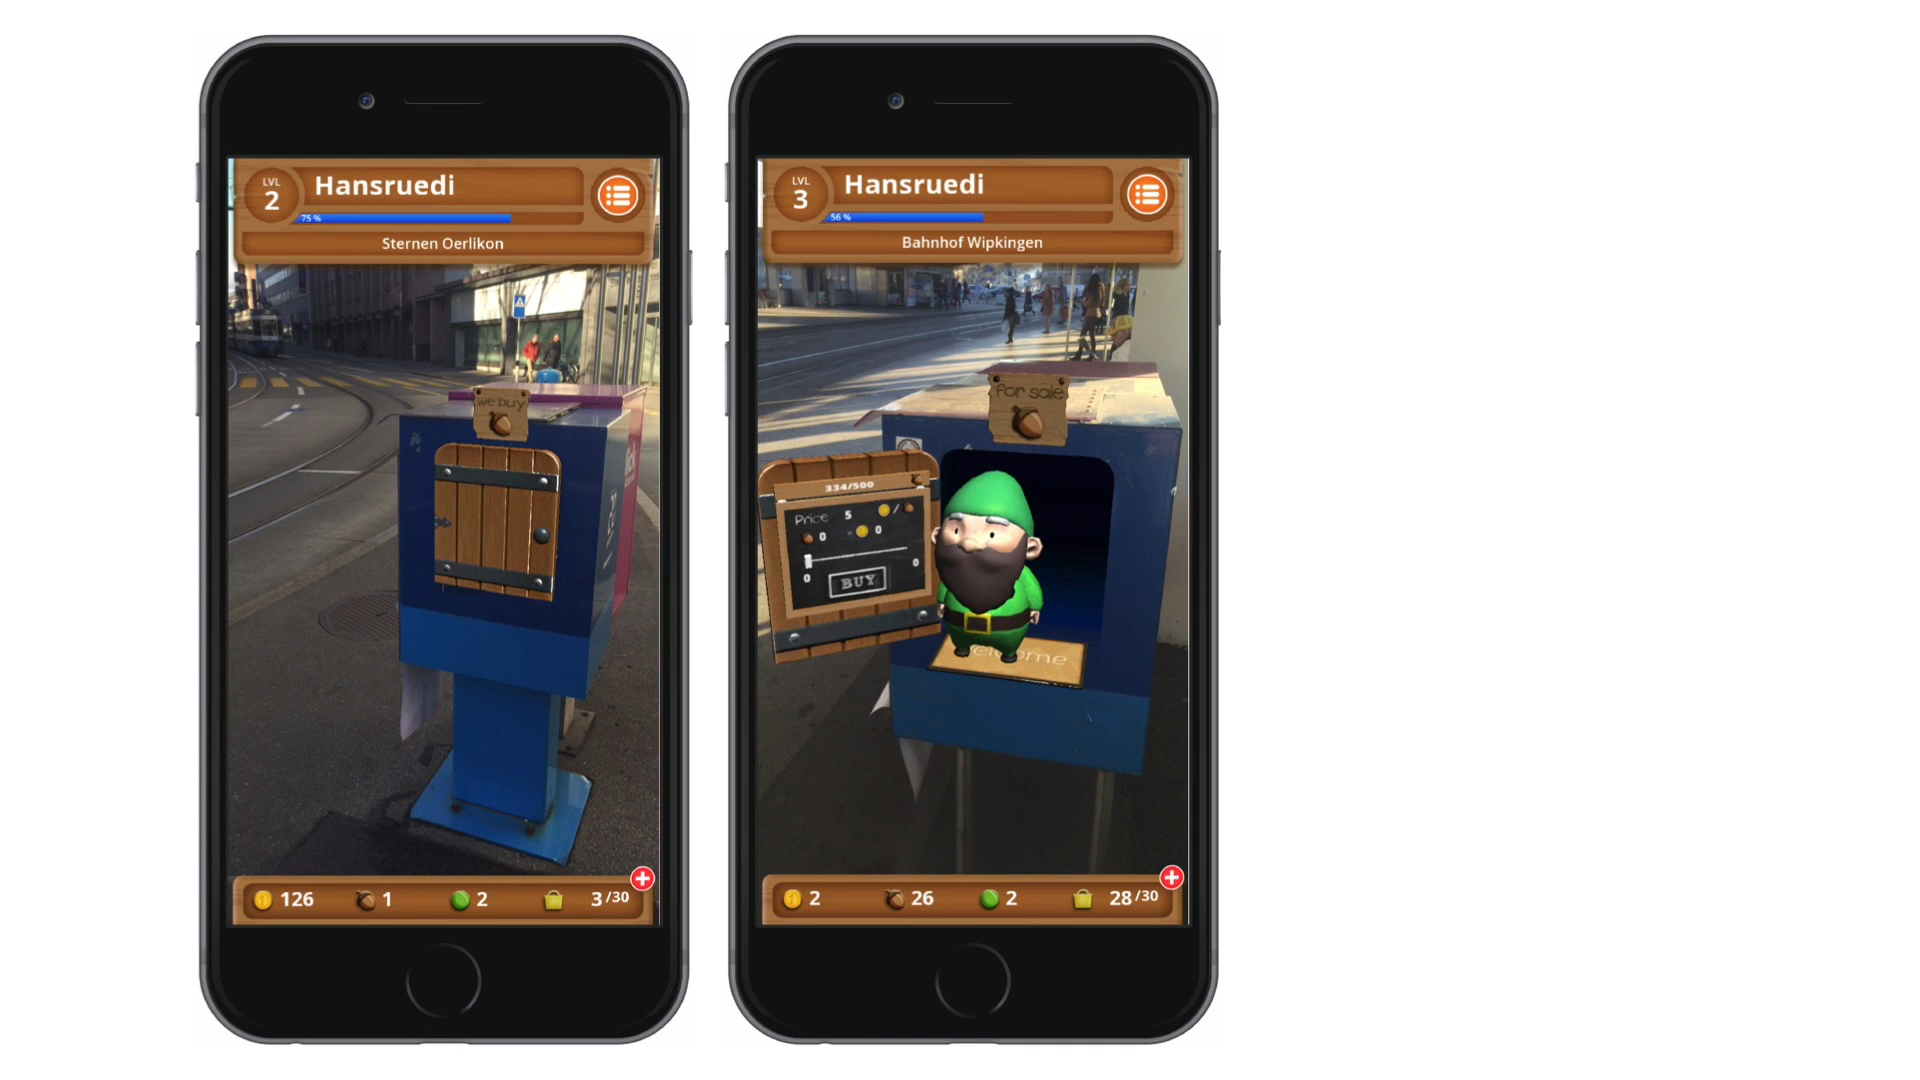 LVL
2
Hansruedi
75 %
Sternen Oerlikon
we buy
126
1
2
3/30
LVL
3
Hansruedi
56 %
Bahnhof Wipkingen
for sale
334/500
Price 5 /
0 = 0
0 0
BUY
welcome
2
26
2
28/30